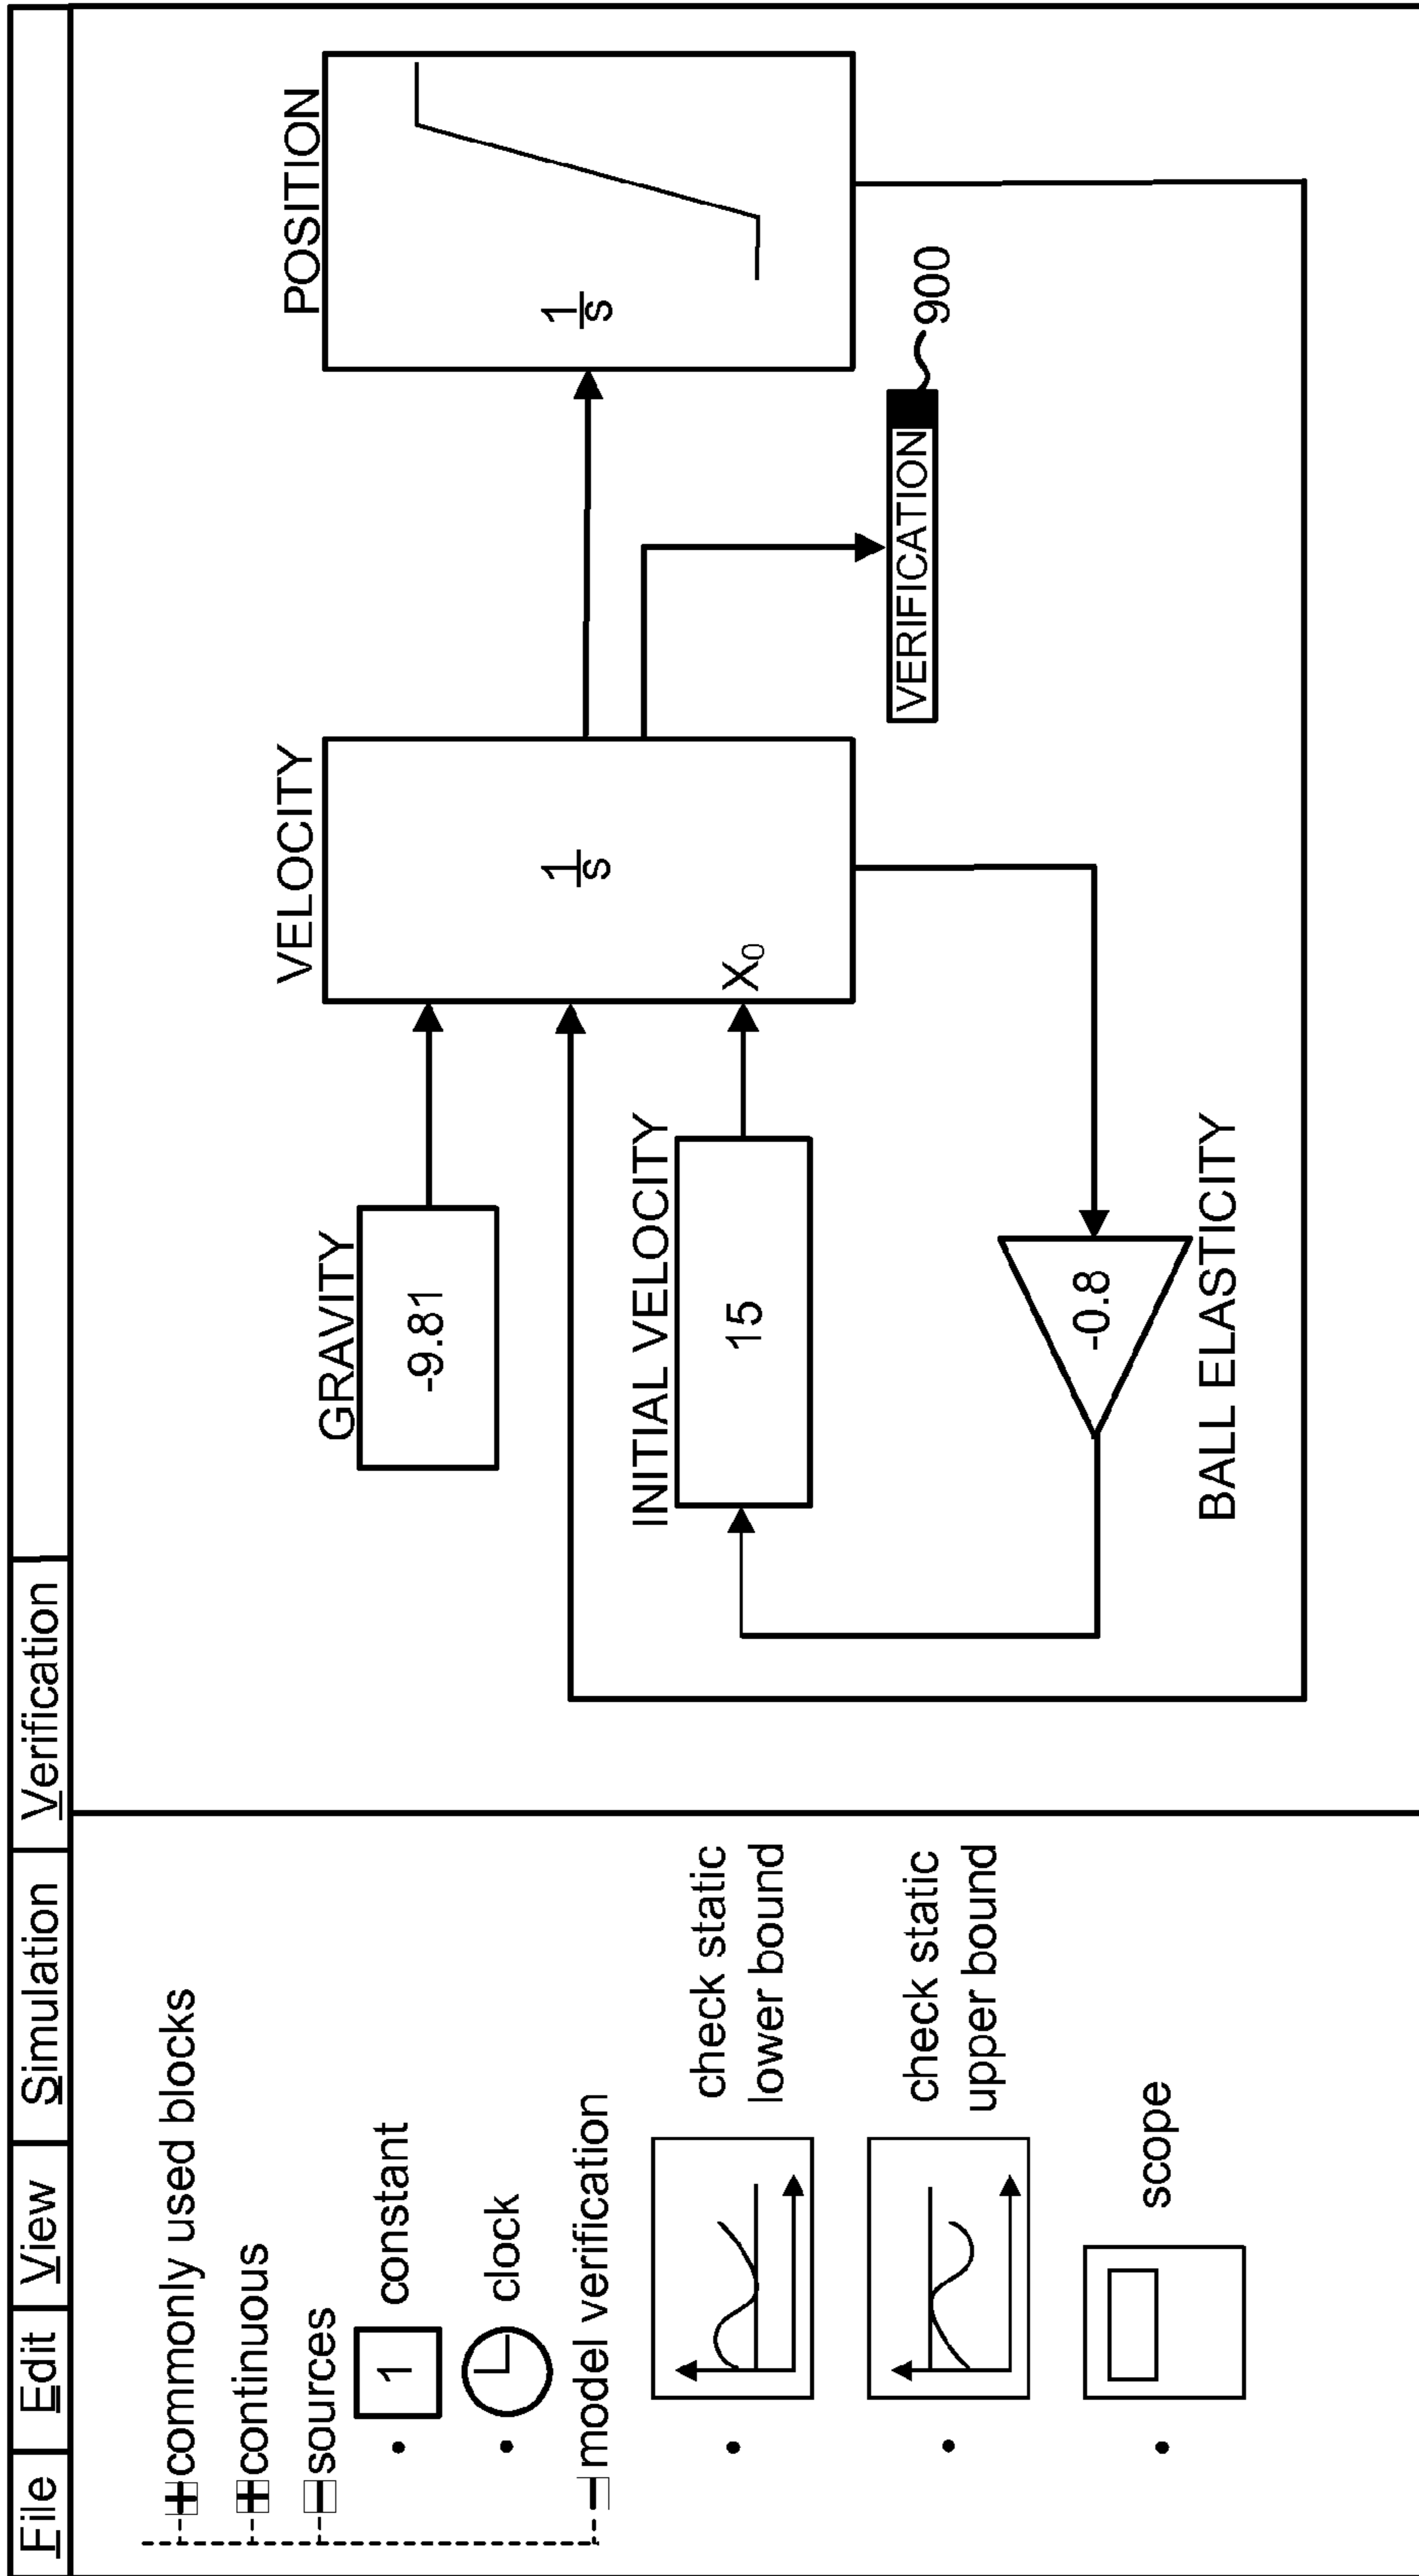 File Edit View Simulation Verification
commonly used blocks
continuous
sources
1 constant
clock
model verification
check static
lower bound
check static
upper bound
scope
GRAVITY
-9.81
INITIAL VELOCITY
15
BALL ELASTICITY
-0.8
VELOCITY
1
s
X₀
VERIFICATION
900
POSITION
1
s